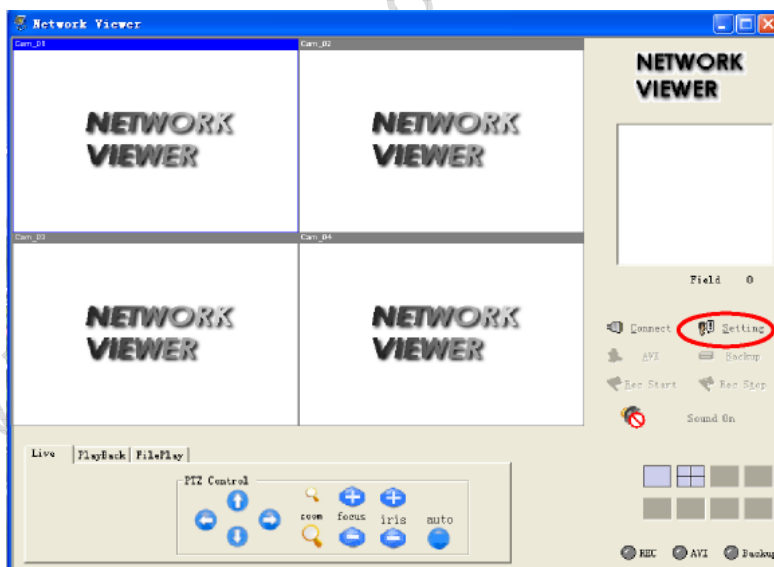 Network Viewer
Cam_01
Cam_02
NETWORK
VIEWER
NETWORK
VIEWER
NETWORK
VIEWER
Cam_03
Cam_04
NETWORK
VIEWER
NETWORK
VIEWER
Field 0
Connect Setting
AVI Backup
Rec Start Rec Stop
Sound On
Live PlayBack FilePlay
PTZ Control
zoom focus iris auto
REC AVI Backup